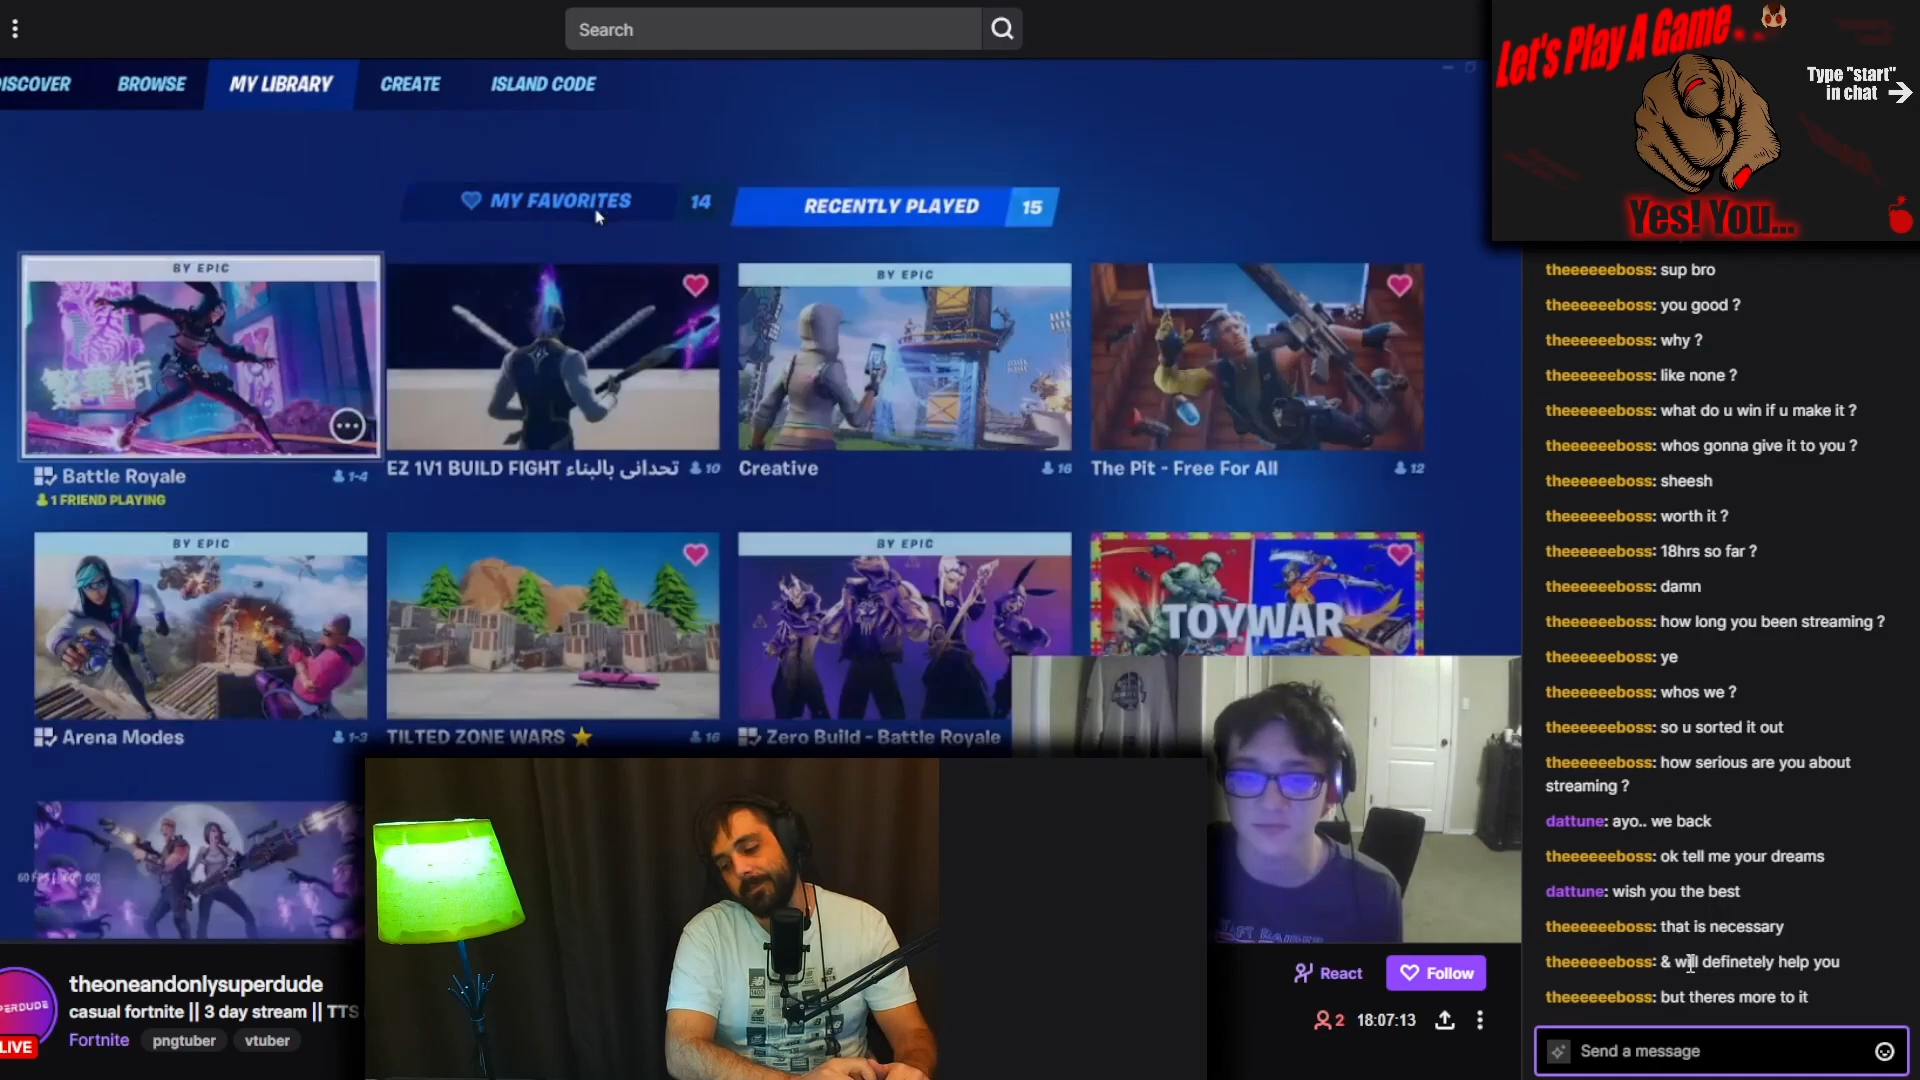 Search
DISCOVER
BROWSE
MY LIBRARY
CREATE
ISLAND CODE
MY FAVORITES 14
RECENTLY PLAYED 15
BY EPIC
BY EPIC
Battle Royale 1-4
1 FRIEND PLAYING
EZ 1V1 BUILD FIGHT تحداني بالبناء 10
Creative 16
The Pit - Free For All 12
BY EPIC
BY EPIC
TOYWAR
Arena Modes 1-3
TILTED ZONE WARS 16
Zero Build - Battle Royale
60 FPS
PERDUDE
LIVE
theoneandonlysuperdude
casual fortnite || 3 day stream || TTS
Fortnite pngtuber vtuber
React
Follow
2 18:07:13
Let's Play A Game...
Type "start"
in chat
Yes! You...
theeeeeeboss: sup bro
theeeeeeboss: you good ?
theeeeeeboss: why ?
theeeeeeboss: like none ?
theeeeeeboss: what do u win if u make it ?
theeeeeeboss: whos gonna give it to you ?
theeeeeeboss: sheesh
theeeeeeboss: worth it ?
theeeeeeboss: 18hrs so far ?
theeeeeeboss: damn
theeeeeeboss: how long you been streaming ?
theeeeeeboss: ye
theeeeeeboss: whos we ?
theeeeeeboss: so u sorted it out
theeeeeeboss: how serious are you about
streaming ?
dattune: ayo.. we back
theeeeeeboss: ok tell me your dreams
dattune: wish you the best
theeeeeeboss: that is necessary
theeeeeeboss: & will definetely help you
theeeeeeboss: but theres more to it
Send a message